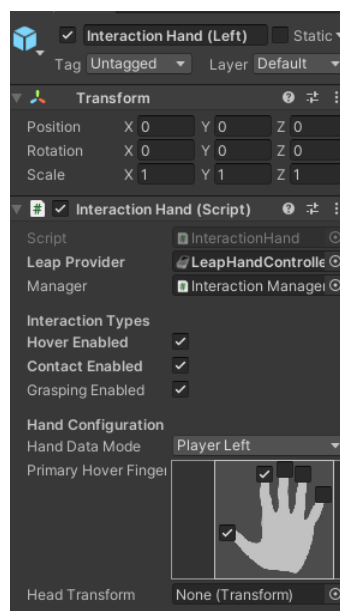 Interaction Hand (Left) Static
Tag Untagged Layer Default
Transform
Position X 0 Y 0 Z 0
Rotation X 0 Y 0 Z 0
Scale X 1 Y 1 Z 1
# Interaction Hand (Script)
Script # InteractionHand
Leap Provider LeapHandControlle
Manager # Interaction Manager
Interaction Types
Hover Enabled
Contact Enabled
Grasping Enabled
Hand Configuration
Hand Data Mode Player Left
Primary Hover Finger
Head Transform None (Transform)